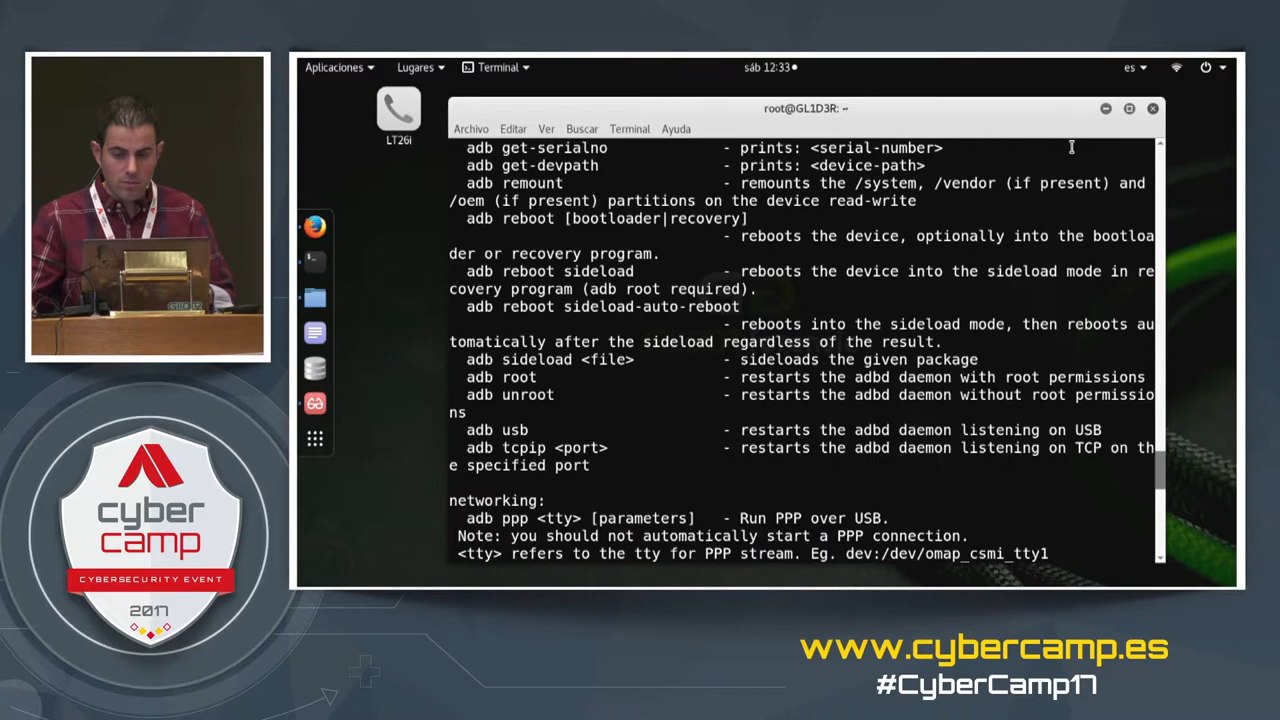 Aplicaciones
Lugares
Terminal
sáb 12:33
es
LT26i
root@GL1D3R: ~
Archivo Editar Ver Buscar Terminal Ayuda
adb get-serialno - prints: <serial-number>
adb get-devpath - prints: <device-path>
adb remount - remounts the /system, /vendor (if present) and
/oem (if present) partitions on the device read-write
adb reboot [bootloader|recovery]
- reboots the device, optionally into the bootloa
der or recovery program.
adb reboot sideload - reboots the device into the sideload mode in re
covery program (adb root required).
adb reboot sideload-auto-reboot
- reboots into the sideload mode, then reboots au
tomatically after the sideload regardless of the result.
adb sideload <file> - sideloads the given package
adb root - restarts the adbd daemon with root permissions
adb unroot - restarts the adbd daemon without root permissio
ns
adb usb - restarts the adbd daemon listening on USB
adb tcpip <port> - restarts the adbd daemon listening on TCP on th
e specified port
networking:
adb ppp <tty> [parameters] - Run PPP over USB.
Note: you should not automatically start a PPP connection.
<tty> refers to the tty for PPP stream. Eg. dev:/dev/omap_csmi_tty1
cyber
camp
CYBERSECURITY EVENT
2017
www.cybercamp.es
#CyberCamp17